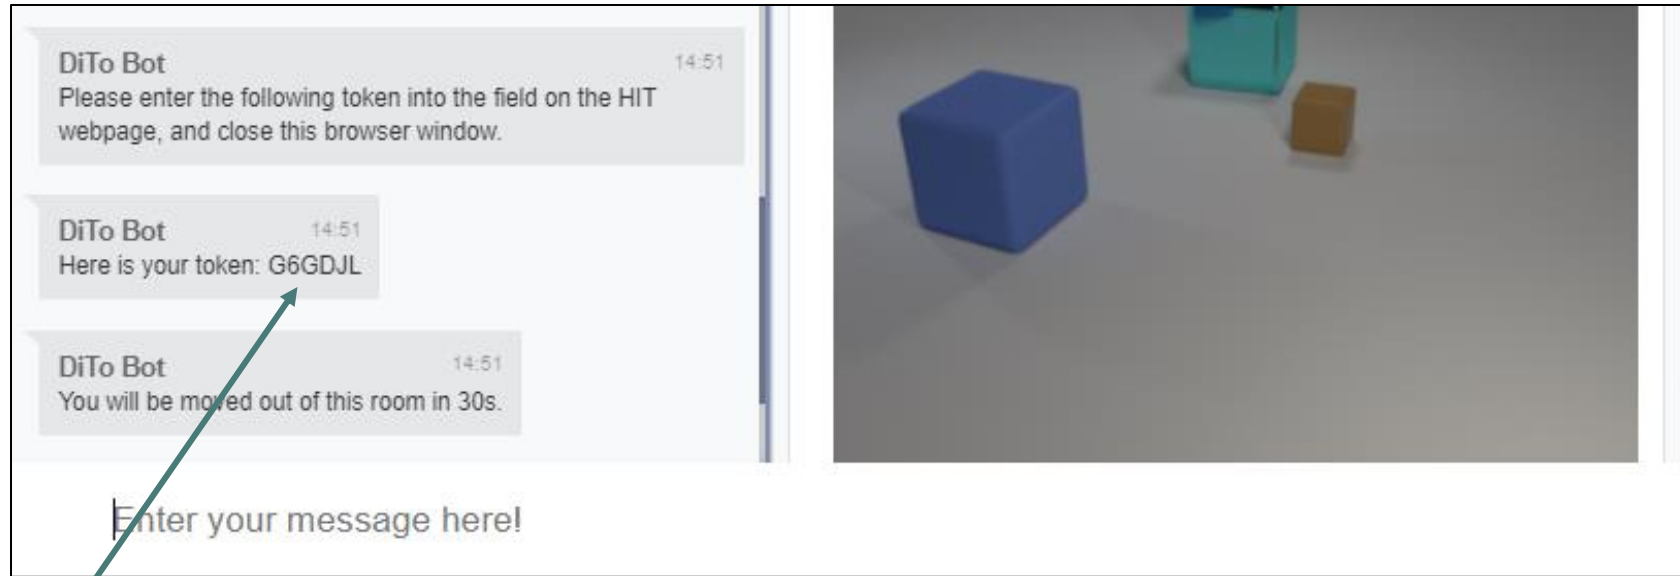 DiTo Bot 14:51
Please enter the following token into the field on the HIT
webpage, and close this browser window.
DiTo Bot 14:51
Here is your token: G6GDJL
DiTo Bot 14:51
You will be moved out of this room in 30s.
Enter your message here!